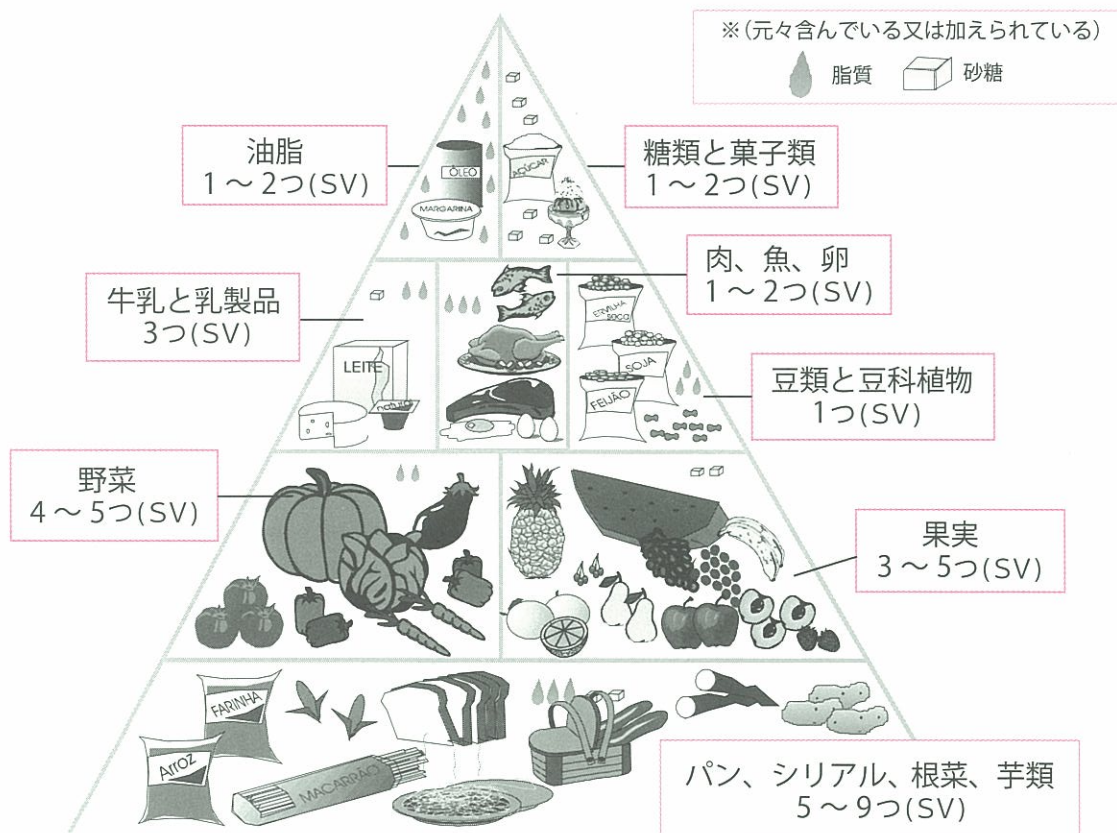 ※(元々含んでいる又は加えられている)
脂質 砂糖
油脂
1〜2つ(SV)
糖類と菓子類
1〜2つ(SV)
ÓLEO
MARGARINA
AÇÚCAR
肉、魚、卵
1〜2つ(SV)
牛乳と乳製品
3つ(SV)
LEITE
ERVILHA
SOJA
FEIJÃO
豆類と豆科植物
1つ(SV)
野菜
4〜5つ(SV)
果実
3〜5つ(SV)
FARINHA
Arroz
MACARRÃO
パン、シリアル、根菜、芋類
5〜9つ(SV)